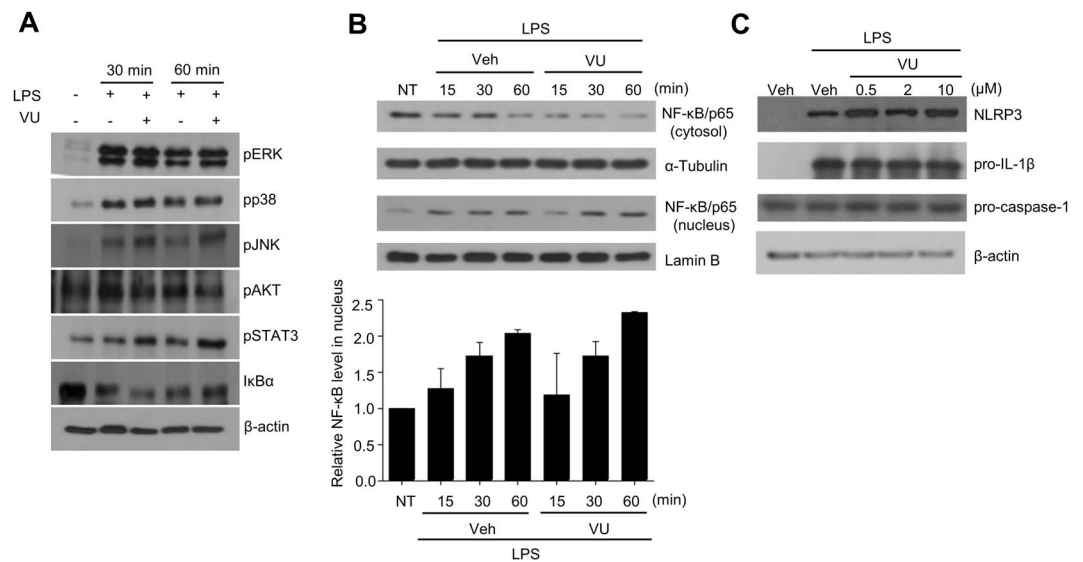 A
30 min 60 min
LPS - + + + +
VU - - + - +
pERK
pp38
pJNK
pAKT
pSTAT3
IκBα
β-actin
B
LPS
Veh VU
NT 15 30 60 15 30 60 (min)
NF-κB/p65
(cytosol)
α-Tubulin
NF-κB/p65
(nucleus)
Lamin B
Relative NF-κB level in nucleus
2.5
2.0
1.5
1.0
0.5
0.0
NT 15 30 60 15 30 60 (min)
Veh VU
LPS
C
LPS
VU
Veh Veh 0.5 2 10 (μM)
NLRP3
pro-IL-1β
pro-caspase-1
β-actin